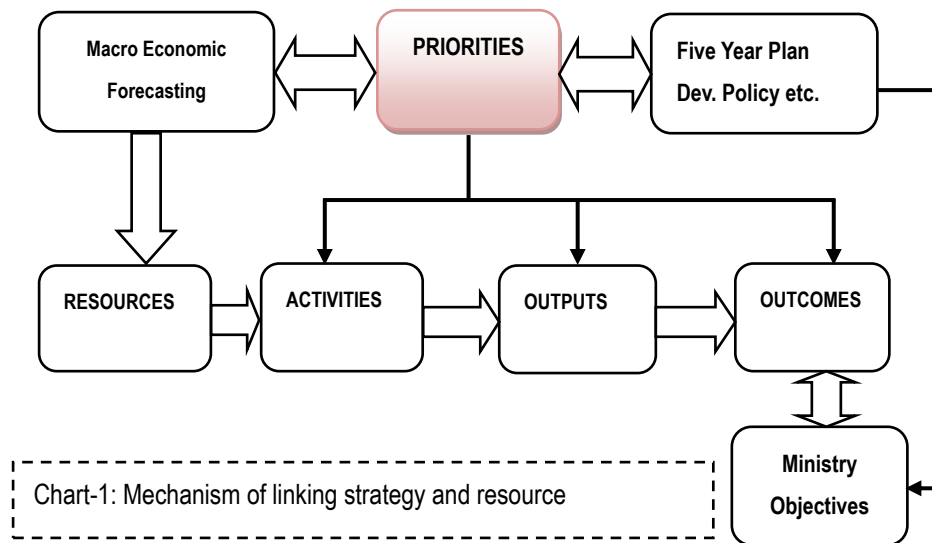 Macro Economic
Forecasting
PRIORITIES
Five Year Plan
Dev. Policy etc.
RESOURCES
ACTIVITIES
OUTPUTS
OUTCOMES
Ministry
Objectives
Chart-1: Mechanism of linking strategy and resource